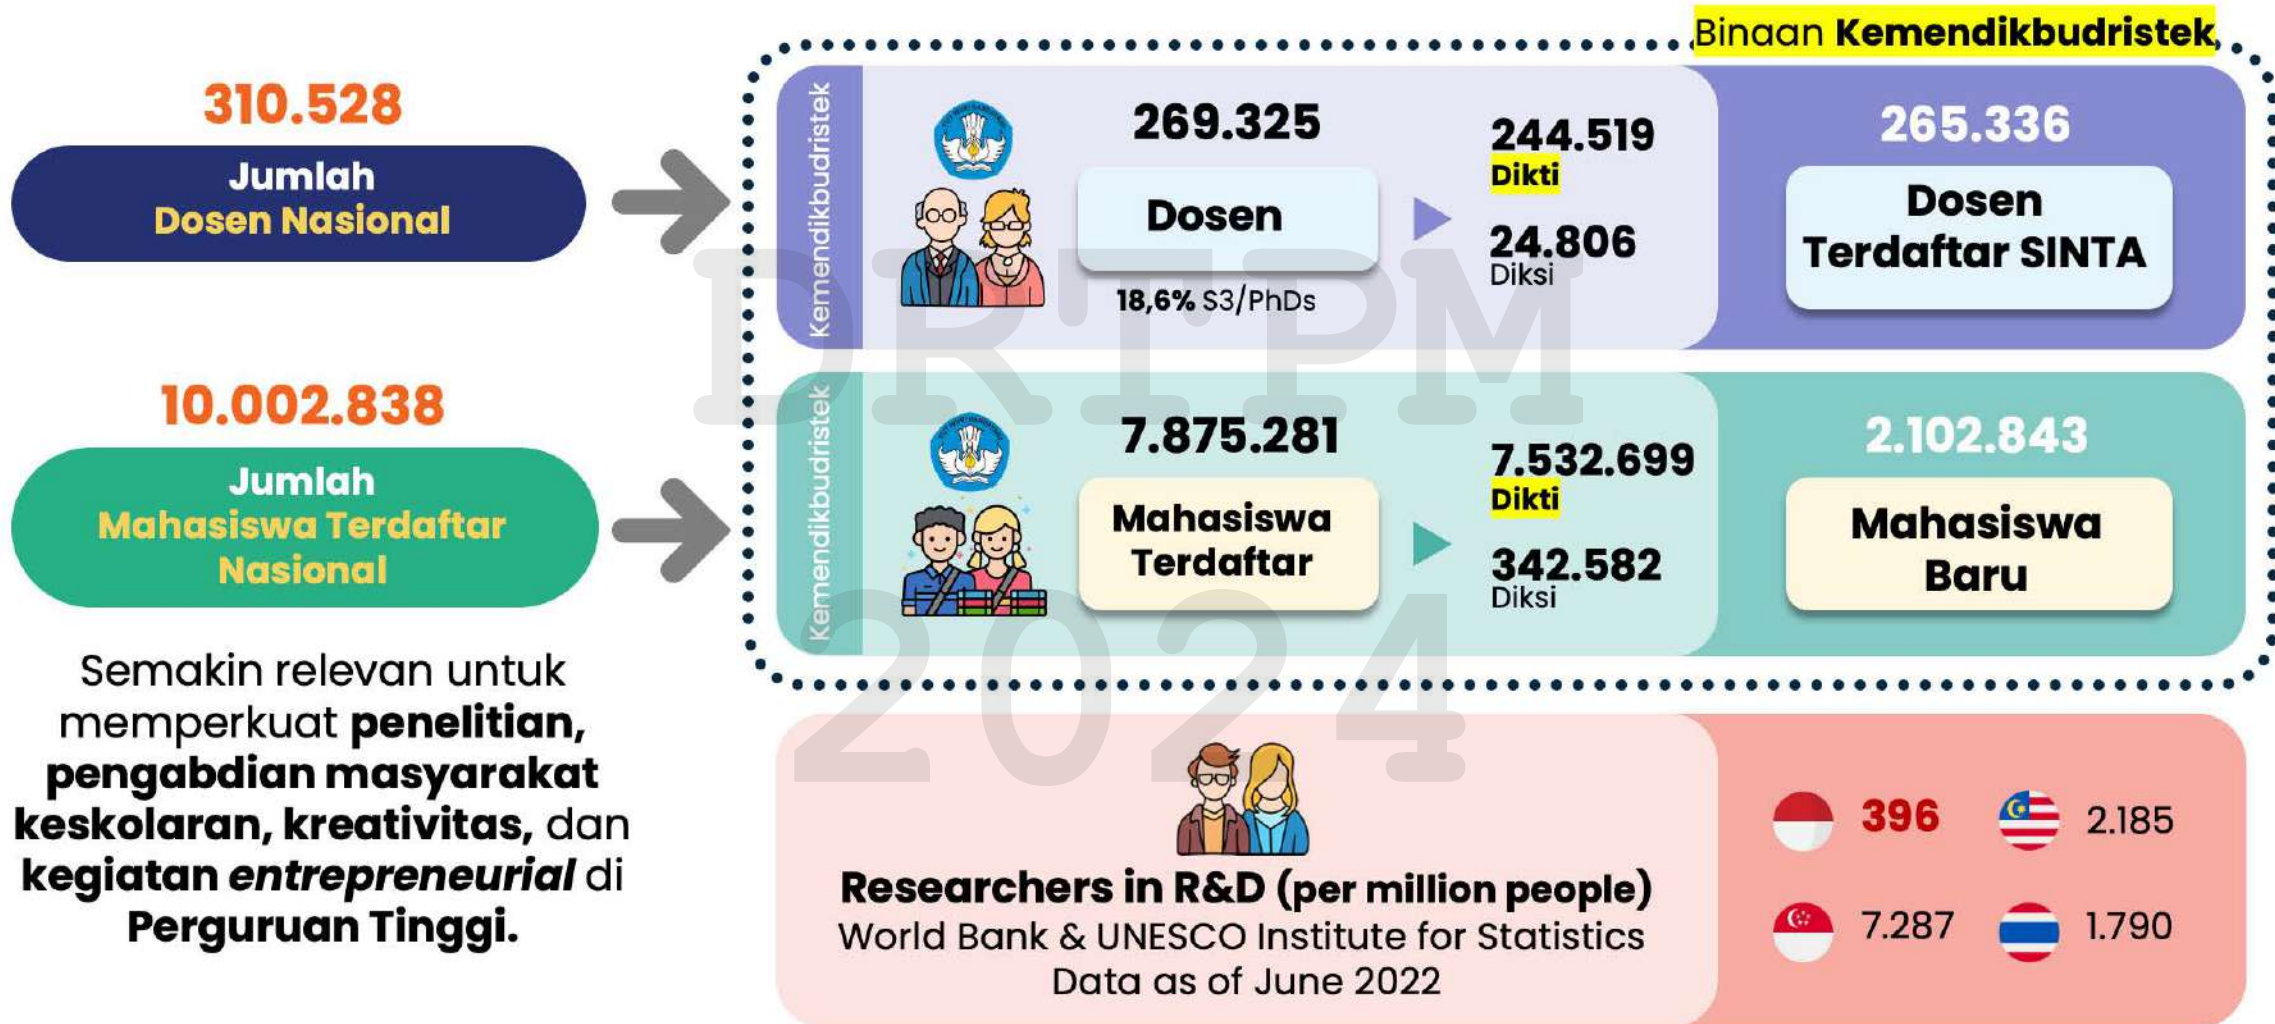 Binaan Kemendikbudristek
310.528
Jumlah
Dosen Nasional
Kemendikbudristek
269.325
Dosen
18,6% S3/PhDs
244.519
Dikti
24.806
Diksi
265.336
Dosen
Terdaftar SINTA
10.002.838
Jumlah
Mahasiswa Terdaftar
Nasional
Kemendikbudristek
7.875.281
Mahasiswa
Terdaftar
7.532.699
Dikti
342.582
Diksi
2.102.843
Mahasiswa
Baru
Semakin relevan untuk
memperkuat penelitian,
pengabdian masyarakat
keskolaran, kreativitas, dan
kegiatan entrepreneurial di
Perguruan Tinggi.
Researchers in R&D (per million people)
World Bank & UNESCO Institute for Statistics
Data as of June 2022
396
2.185
7.287
1.790
DRTPM
2024